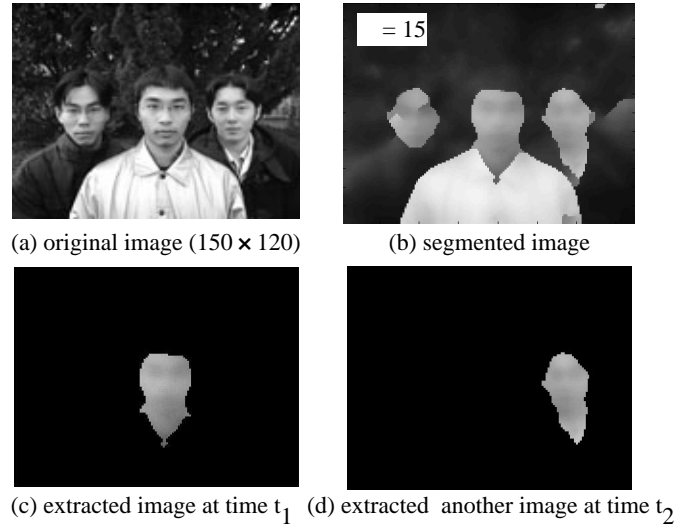 = 15
(a) original image (150 × 120)
(b) segmented image
(c) extracted image at time t1
(d) extracted another image at time t2